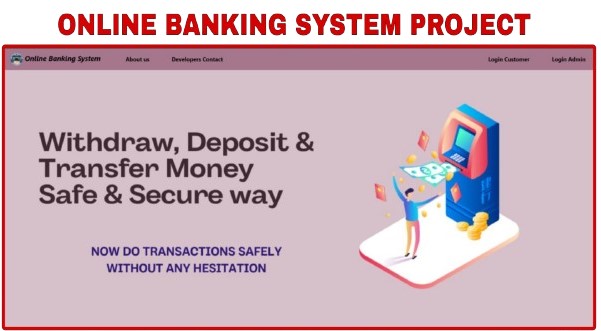 ONLINE BANKING SYSTEM PROJECT
Online Banking System About us Developers Contact Login Customer Login Admin
Withdraw, Deposit &
Transfer Money
Safe & Secure way
NOW DO TRANSACTIONS SAFELY
WITHOUT ANY HESITATION